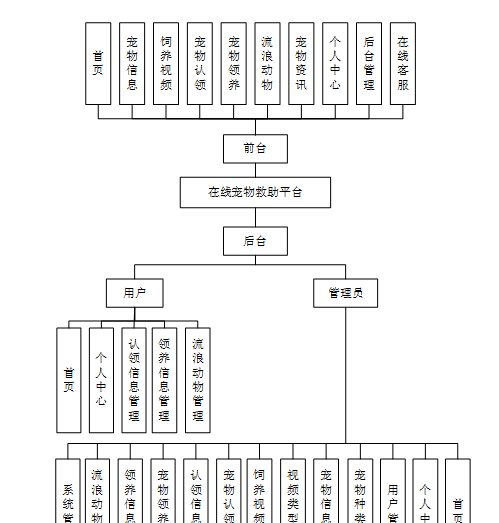 首页
宠物信息
饲养视频
宠物认领
宠物领养
流浪动物
宠物资讯
个人中心
后台管理
在线客服
前台
在线宠物救助平台
后台
用户
管理员
首页
个人中心
认领信息管理
领养信息管理
流浪动物管理
系统管
流浪动物
领养信息
宠物领养
认领信息
宠物认领
饲养视频
视频类型
宠物信息
宠物种类
用户管
个人中
首页